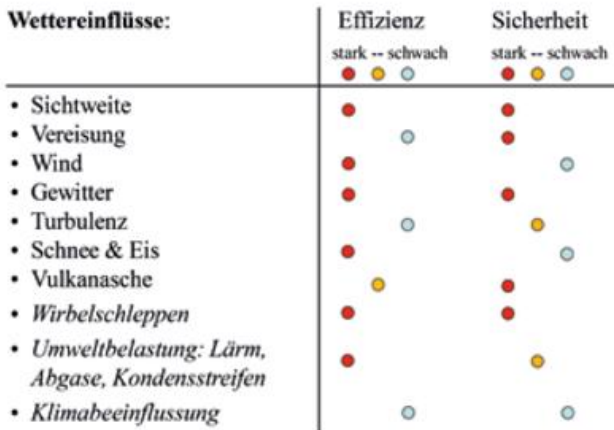 Wettereinflüsse: Effizienz Sicherheit
stark -- schwach stark -- schwach
• Sichtweite
• Vereisung
• Wind
• Gewitter
• Turbulenz
• Schnee & Eis
• Vulkanasche
• Wirbelschleppen
• Umweltbelastung: Lärm,
Abgase, Kondensstreifen
• Klimabeeinflussung